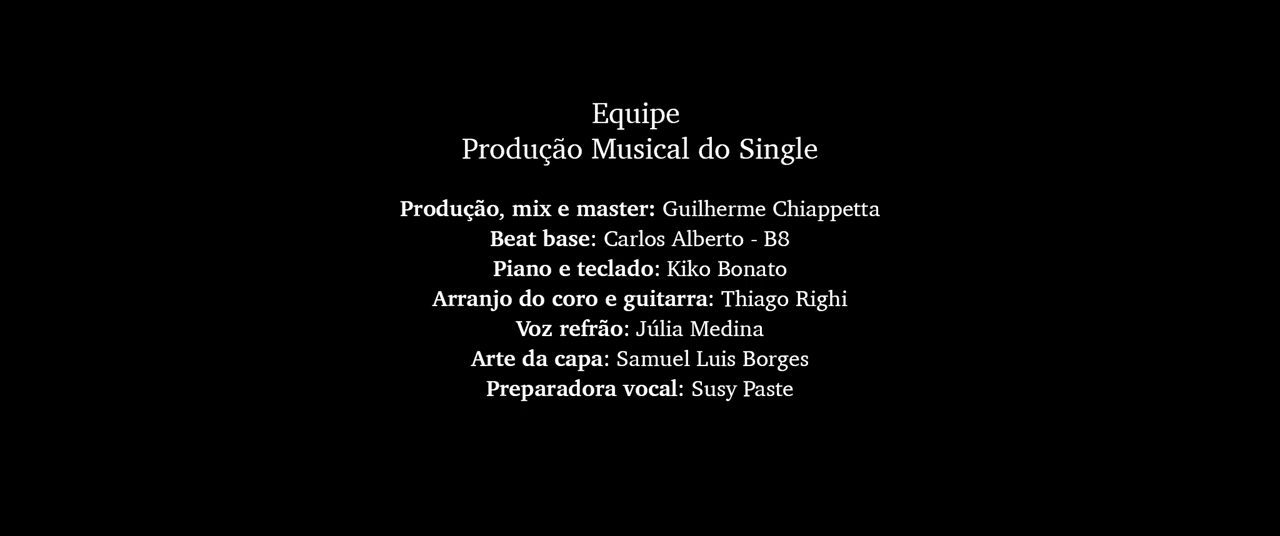 Equipe
Produção Musical do Single
Produção, mix e master: Guilherme Chiappetta
Beat base: Carlos Alberto - B8
Piano e teclado: Kiko Bonato
Arranjo do coro e guitarra: Thiago Righi
Voz refrão: Júlia Medina
Arte da capa: Samuel Luis Borges
Preparadora vocal: Susy Paste